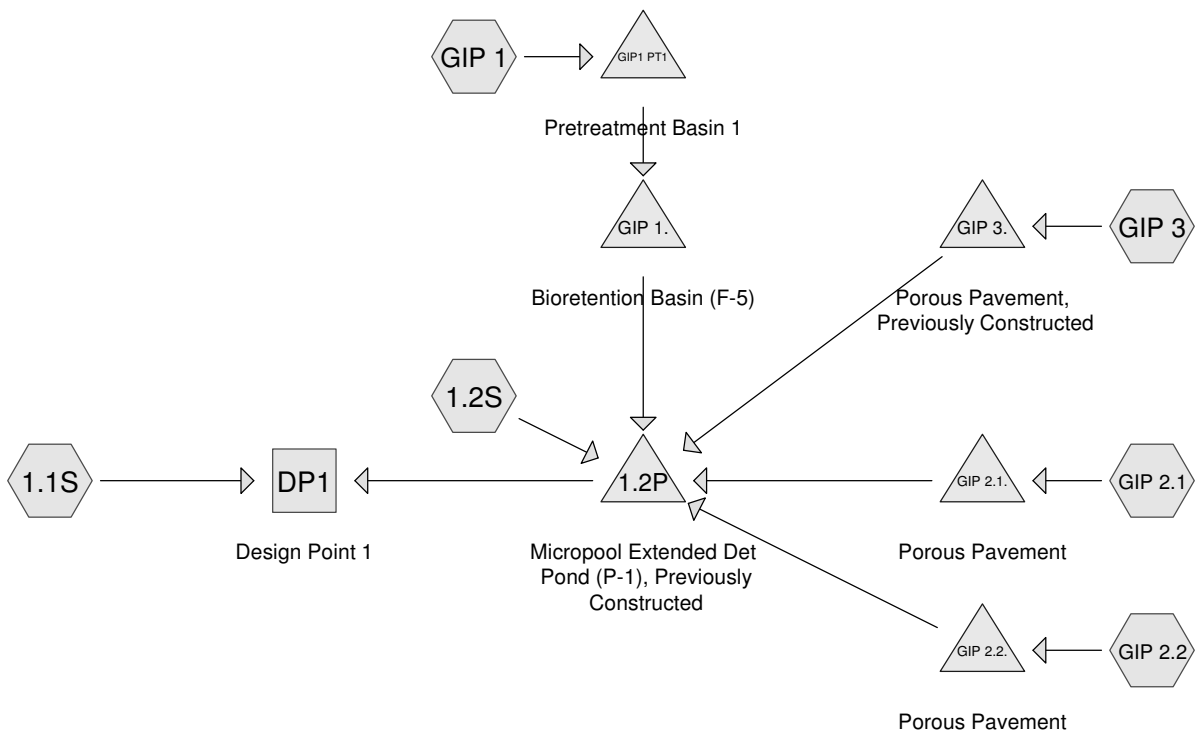 GIP 1
GIP1 PT1
Pretreatment Basin 1
GIP 1.
GIP 3.
GIP 3
Bioretention Basin (F-5)
Porous Pavement,
Previously Constructed
1.2S
1.1S
DP1
1.2P
GIP 2.1.
GIP 2.1
Design Point 1
Micropool Extended Det
Pond (P-1), Previously
Constructed
Porous Pavement
GIP 2.2.
GIP 2.2
Porous Pavement